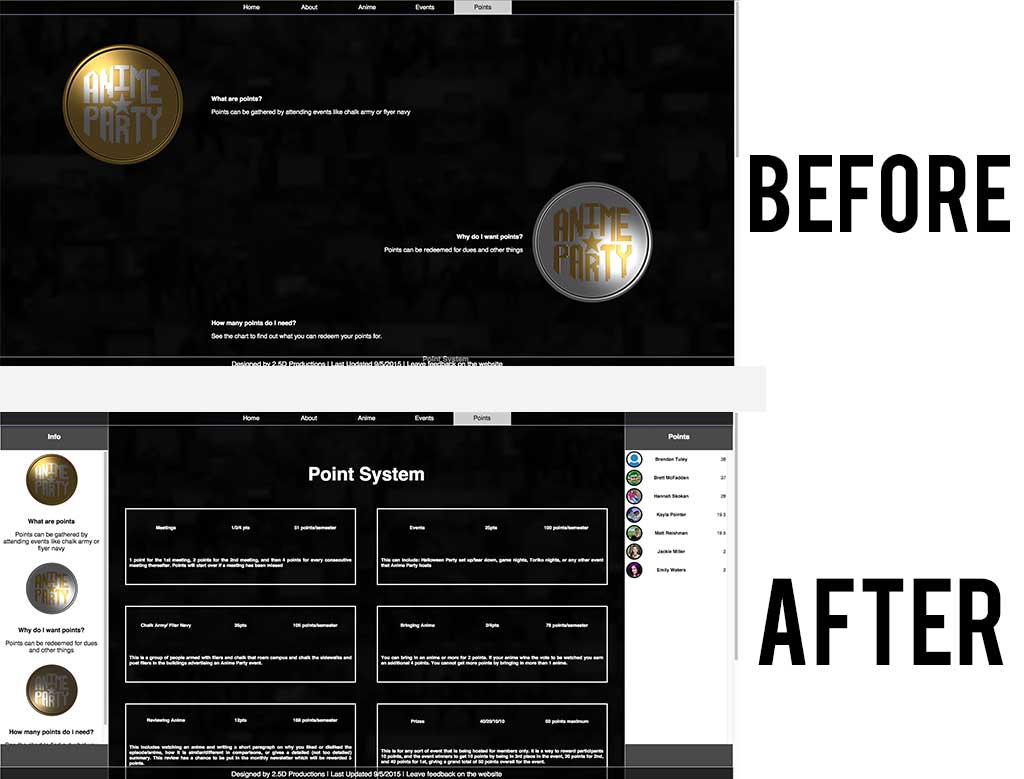 Home About Anime Events Points
ANIME PARTY
What are points?
Points can be gathered by attending events like chalk army or flyer navy
BEFORE
Why do I want points?
Points can be redeemed for dues and other things
ANIME PARTY
How many points do I need?
See the chart to find out what you can redeem your points for.
Point System
Designed by 2.5D Productions | Last Updated 9/5/2015 | Leave feedback on the website
Home About Anime Events Points
Info
ANIME PARTY
What are points
Points can be gathered by
attending events like chalk army or
flyer navy
ANIME PARTY
Why do I want points?
Points can be redeemed for dues
and other things
ANIME PARTY
How many points do I need?
Point System
Meetings 1/2/4 pts 51 points/semester
1 point for the 1st meeting, 2 points for the 2nd meeting, and then 4 points for every consecutive
meeting thereafter. Points will start over if a meeting has been missed
Events 25pts 100 points/semester
This can include: Halloween Party set up/tear down, game nights, Toriko nights, or any other event
that Anime Party hosts
Chalk Army/ Flier Navy 35pts 105 points/semester
This is a group of people armed with fliers and chalk that roam campus and chalk the sidewalks and
post fliers in the buildings advertising an Anime Party event.
Bringing Anime 2/4pts 78 points/semester
You can bring in an anime or more for 2 points. If your anime wins the vote to be watched you earn
an additional 4 points. You cannot get more points by bringing in more than 1 anime.
Reviewing Anime 12pts 168 points/semester
This includes watching an anime and writing a short paragraph on why you liked or disliked the
episode/anime, how it is similar/different in comparisons, or gives a detailed (not too detailed)
summary. This review has a chance to be put in the monthly newsletter which will be rewarded 5
points.
Prizes 40/20/10/10 50 points maximum
This is for any sort of event that is being hosted for members only. It is a way to reward participants
10 points, and the event winners to get 10 points by being in 3rd place in the event, 20 points for 2nd,
and 40 points for 1st, giving a grand total of 50 points overall for the event.
Points
Brendan Tuley 38
Brett McFadden 37
Hannah Skokan 28
Kayla Pointer 19.5
Matt Reishman 19.5
Jackie Miller 2
Emily Waters 2
AFTER
Designed by 2.5D Productions | Last Updated 9/5/2015 | Leave feedback on the website